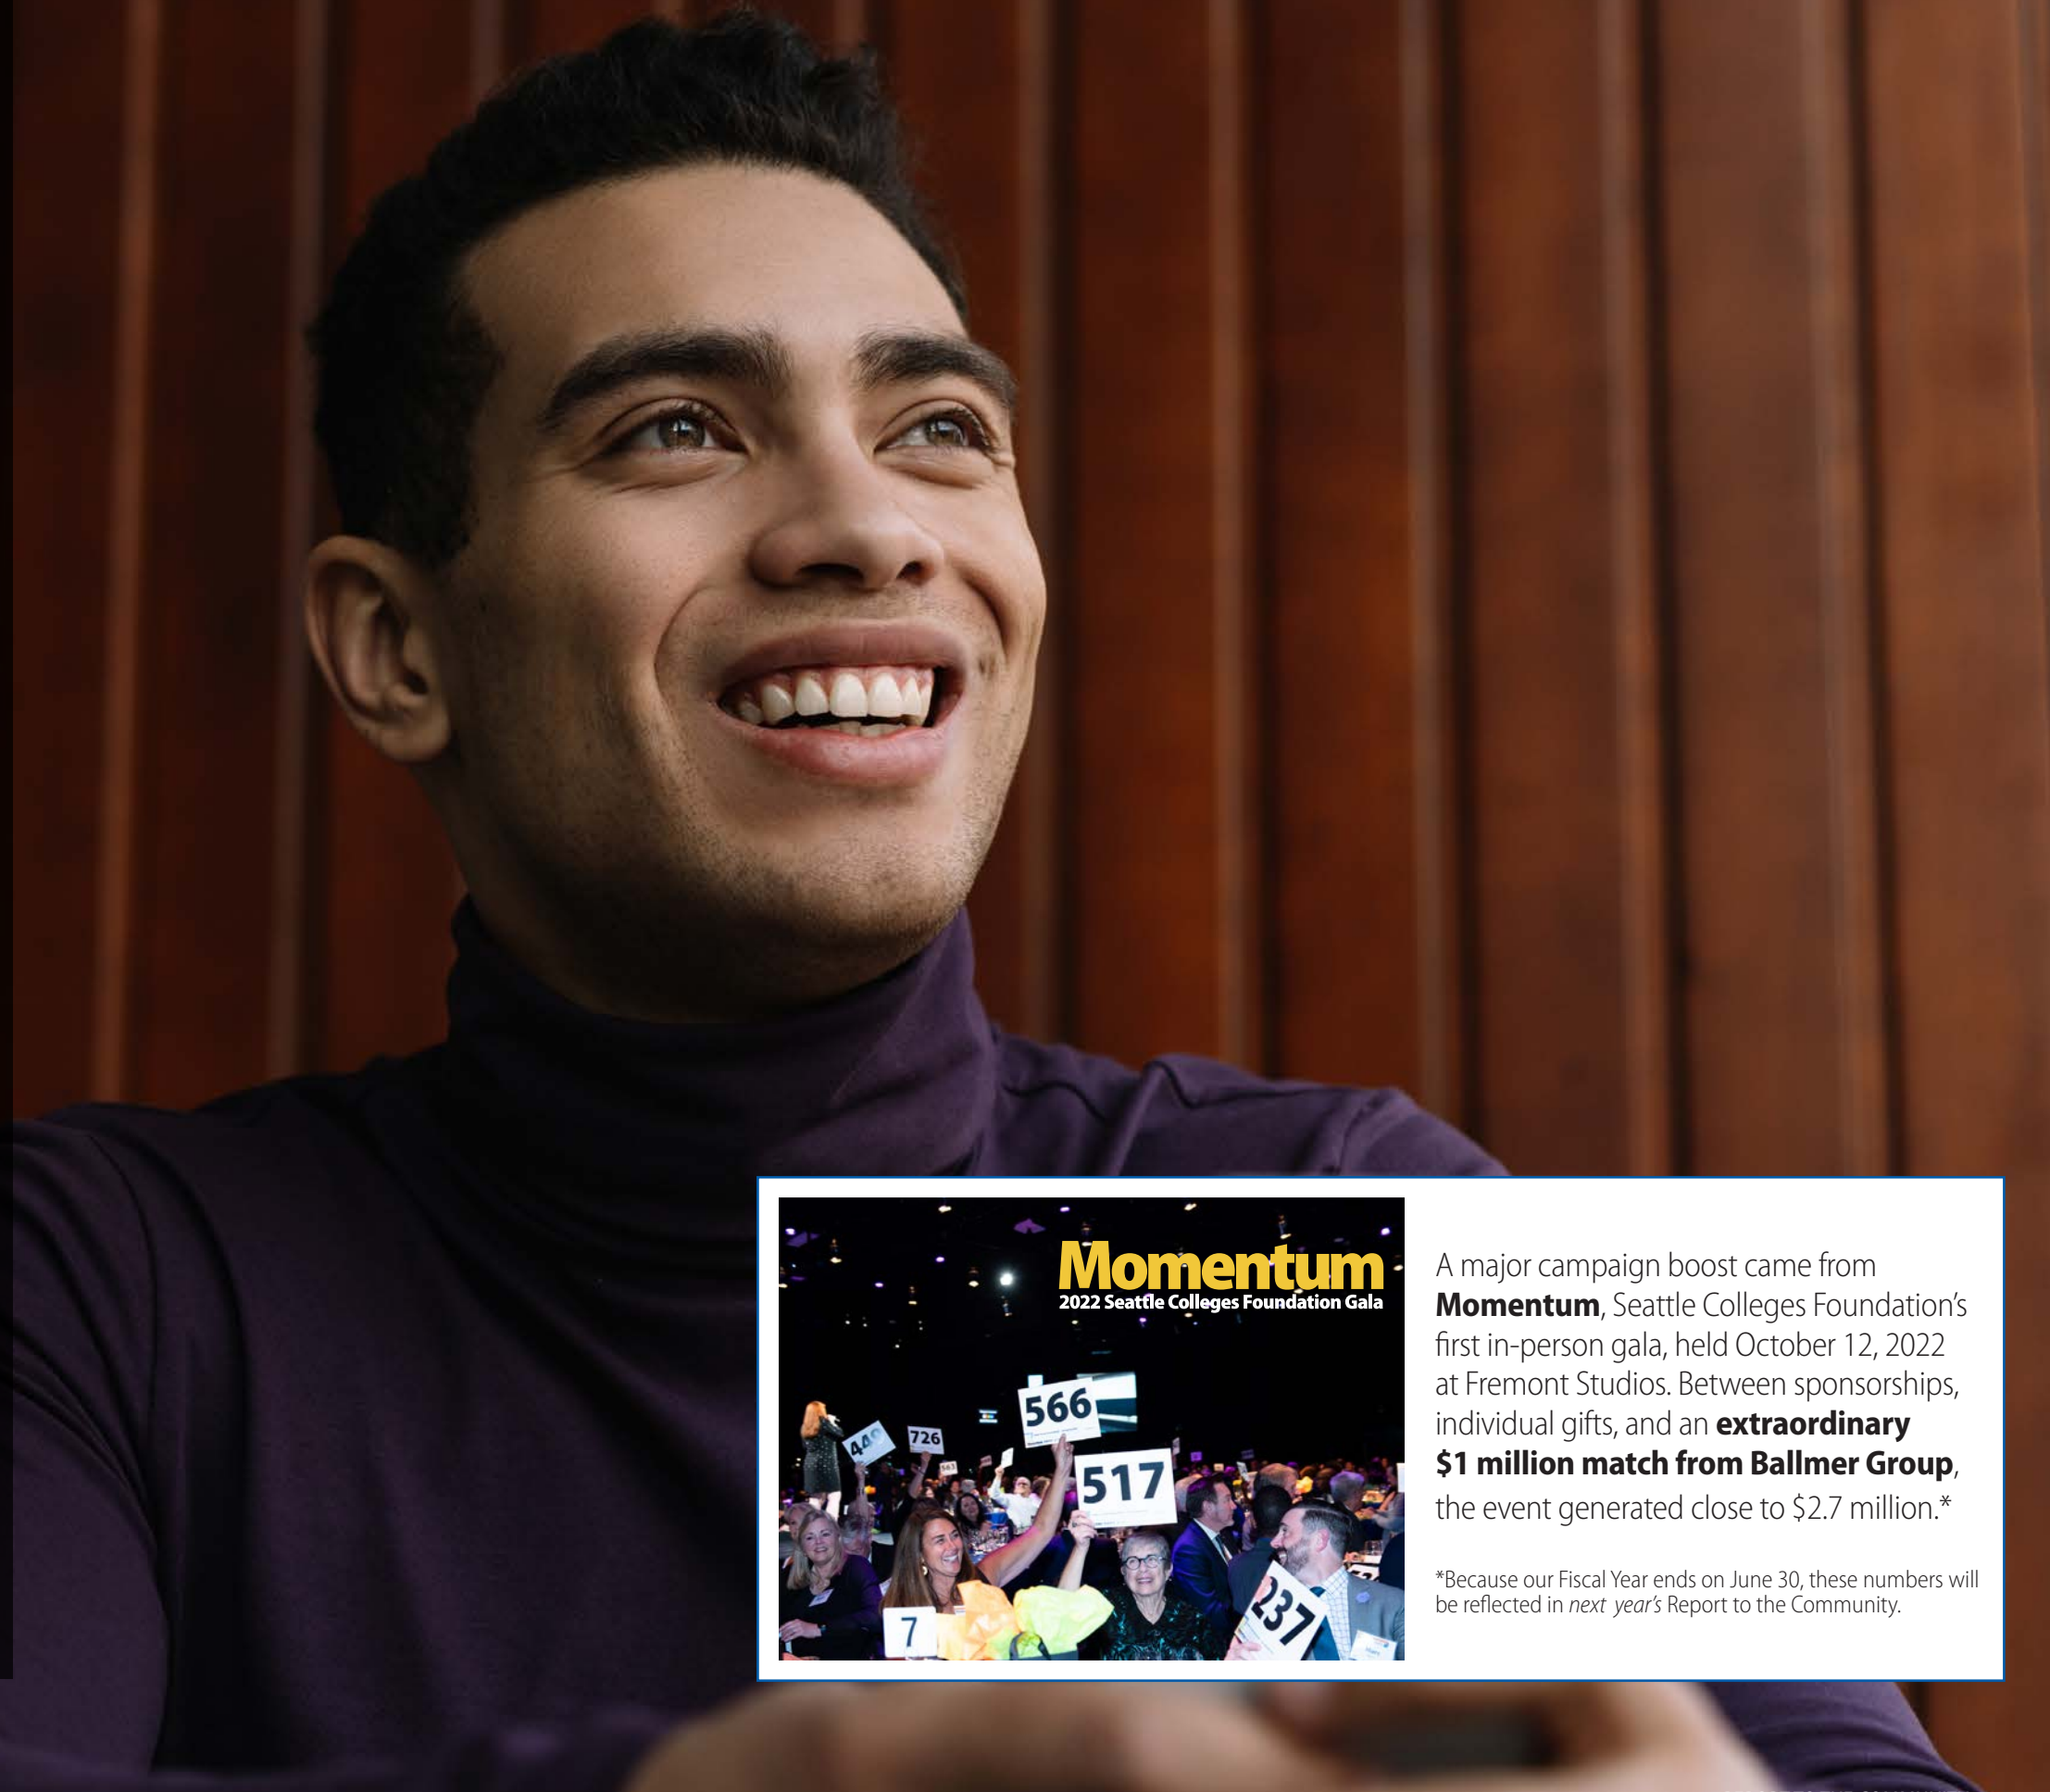 Momentum
2022 Seattle Colleges Foundation Gala
566
449
726
517
7
237
A major campaign boost came from
Momentum, Seattle Colleges Foundation’s
first in-person gala, held October 12, 2022
at Fremont Studios. Between sponsorships,
individual gifts, and an extraordinary
$1 million match from Ballmer Group,
the event generated close to $2.7 million.*
*Because our Fiscal Year ends on June 30, these numbers will
be reflected in next year’s Report to the Community.